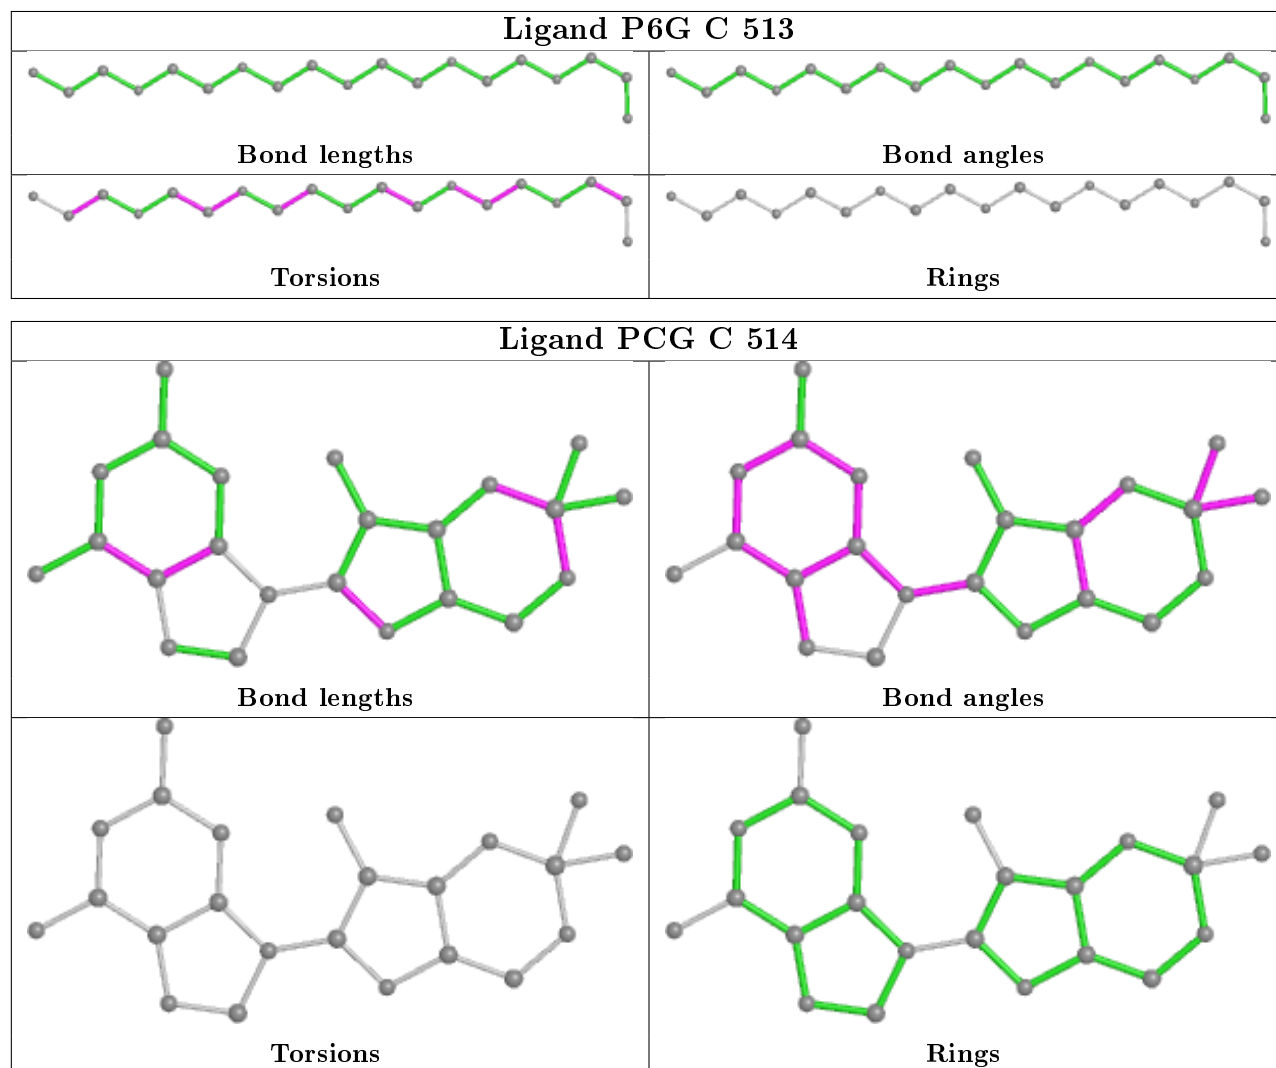 Ligand P6G C 513
Bond lengths
Bond angles
Torsions
Rings
Ligand PCG C 514
Bond lengths
Bond angles
Torsions
Rings